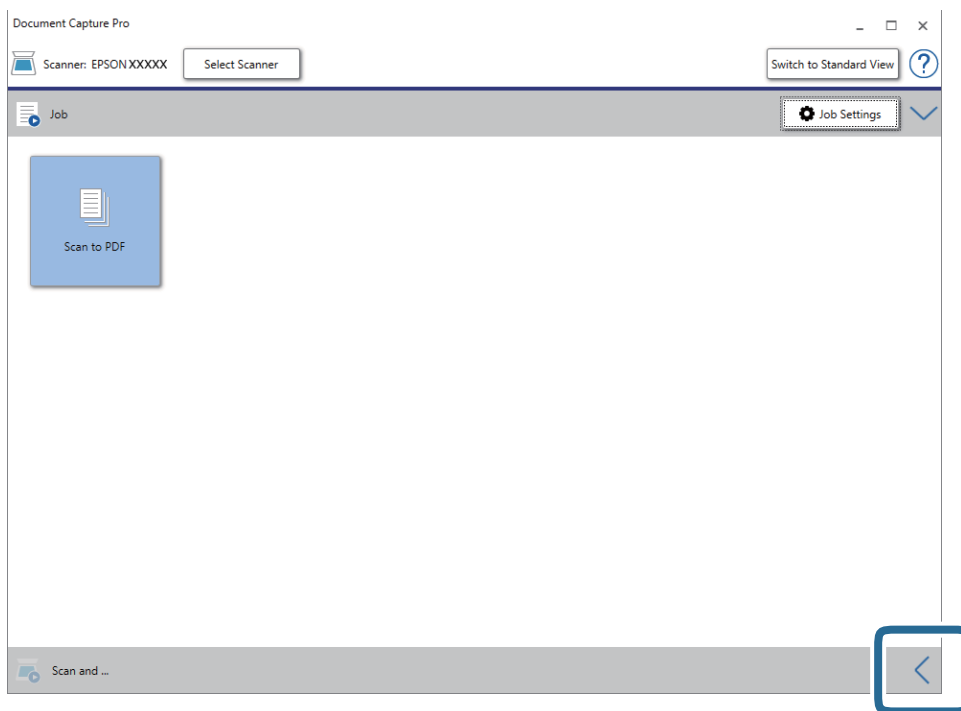 Document Capture Pro
Scanner: EPSON XXXXX Select Scanner Switch to Standard View ?
Job Job Settings
Scan to PDF
Scan and ...